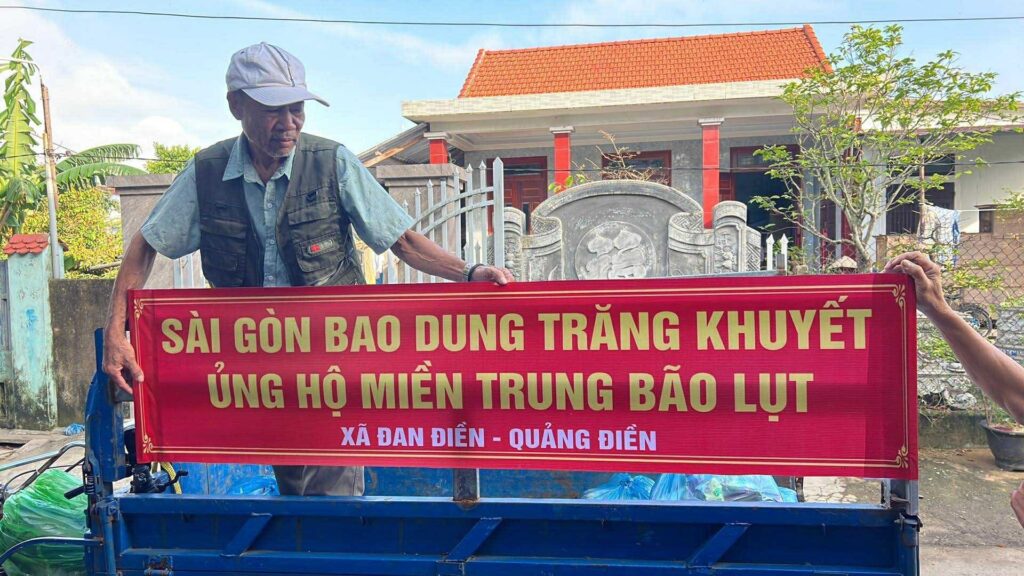 SÀI GÒN BAO DUNG TRĂNG KHUYẾT
ỦNG HỘ MIỀN TRUNG BÃO LỤT
XÃ ĐAN ĐIỀN - QUẢNG ĐIỀN